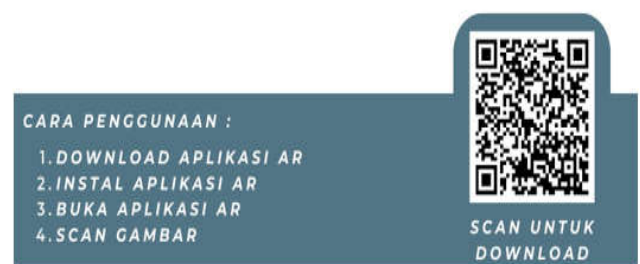 CARA PENGGUNAAN :
1.DOWNLOAD APLIKASI AR
2.INSTAL APLIKASI AR
3.BUKA APLIKASI AR
4.SCAN GAMBAR
SCAN UNTUK
DOWNLOAD